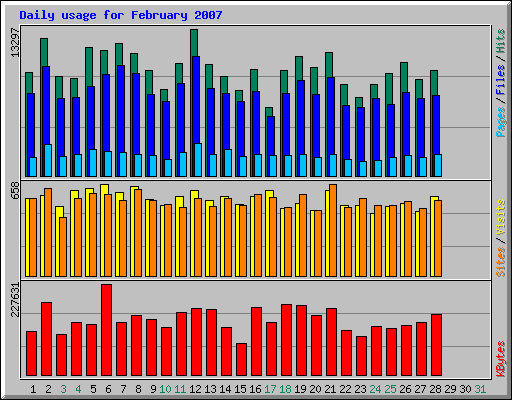 Daily usage for February 2007
13297
Pages / Files / Hits
658
Sites / Visits
227631
KBytes
1 2 3 4 5 6 7 8 9 10 11 12 13 14 15 16 17 18 19 20 21 22 23 24 25 26 27 28 29 30 31